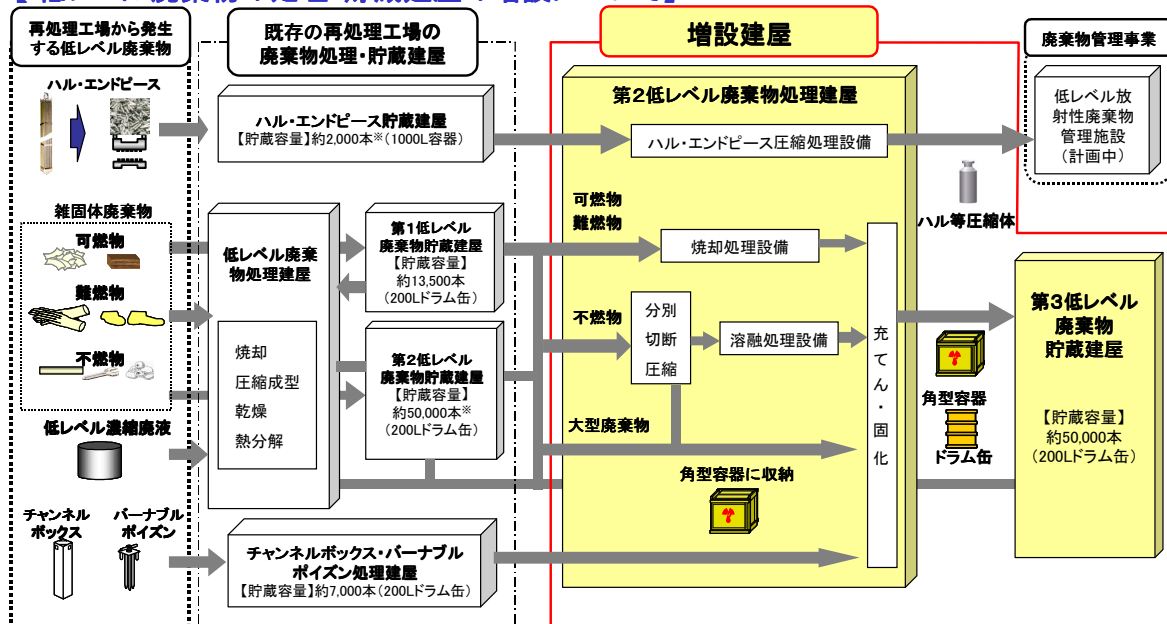 再処理工場から発生
する低レベル廃棄物
ハル・エンドピース
雑固体廃棄物
可燃物
難燃物
不燃物
低レベル濃縮廃液
チャンネル
ボックス
バーナブル
ポイズン
既存の再処理工場の
廃棄物処理・貯蔵建屋
ハル・エンドピース貯蔵建屋
【貯蔵容量】約2,000本※(1000L容器)
低レベル廃棄
物処理建屋
焼却
圧縮成型
乾燥
熱分解
第1低レベル
廃棄物貯蔵建屋
【貯蔵容量】
約13,500本
(200Lドラム缶)
第2低レベル
廃棄物貯蔵建屋
【貯蔵容量】
約50,000本※
(200Lドラム缶)
チャンネルボックス・バーナブル
ポイズン処理建屋
【貯蔵容量】約7,000本(200Lドラム缶)
増設建屋
第2低レベル廃棄物処理建屋
ハル・エンドピース圧縮処理設備
可燃物
難燃物
焼却処理設備
不燃物
分別
切断
圧縮
溶融処理設備
大型廃棄物
角型容器に収納
充てん・固化
廃棄物管理事業
低レベル放
射性廃棄物
管理施設
(計画中)
ハル等圧縮体
角型容器
ドラム缶
第3低レベル
廃棄物
貯蔵建屋
【貯蔵容量】
約50,000本
(200Lドラム缶)